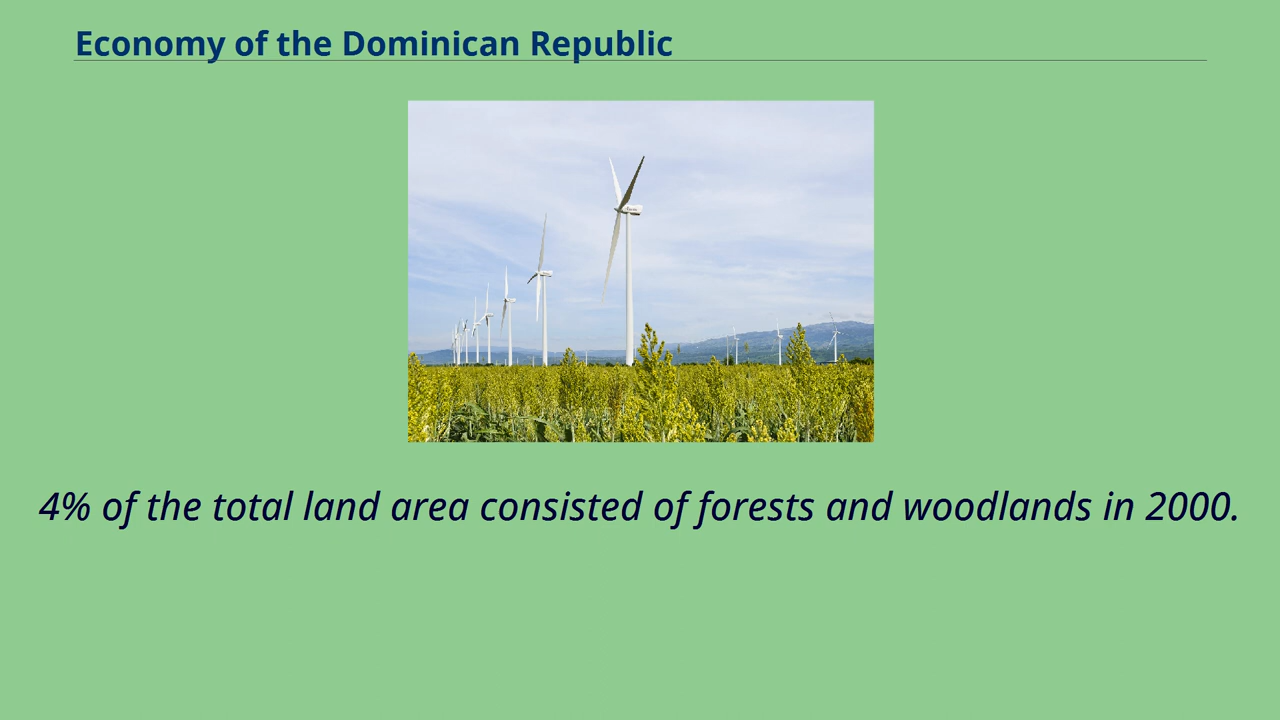 Economy of the Dominican Republic
4% of the total land area consisted of forests and woodlands in 2000.